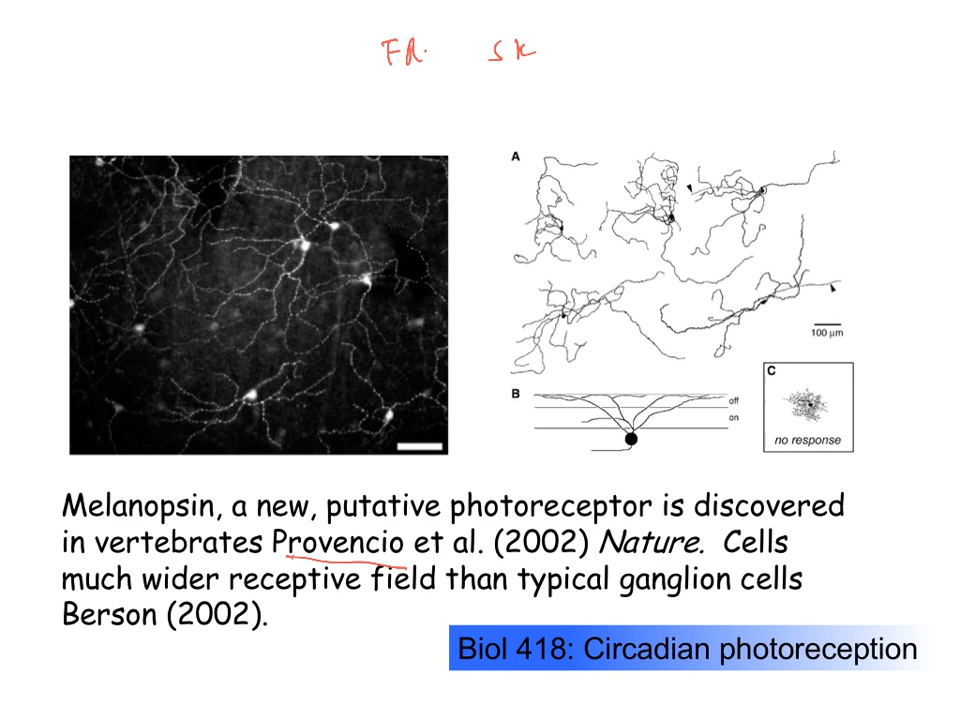 FR. SK
A
100 µm
B
off
on
C
no response
Melanopsin, a new, putative photoreceptor is discovered
in vertebrates Provencio et al. (2002) Nature. Cells
much wider receptive field than typical ganglion cells
Berson (2002).
Biol 418: Circadian photoreception